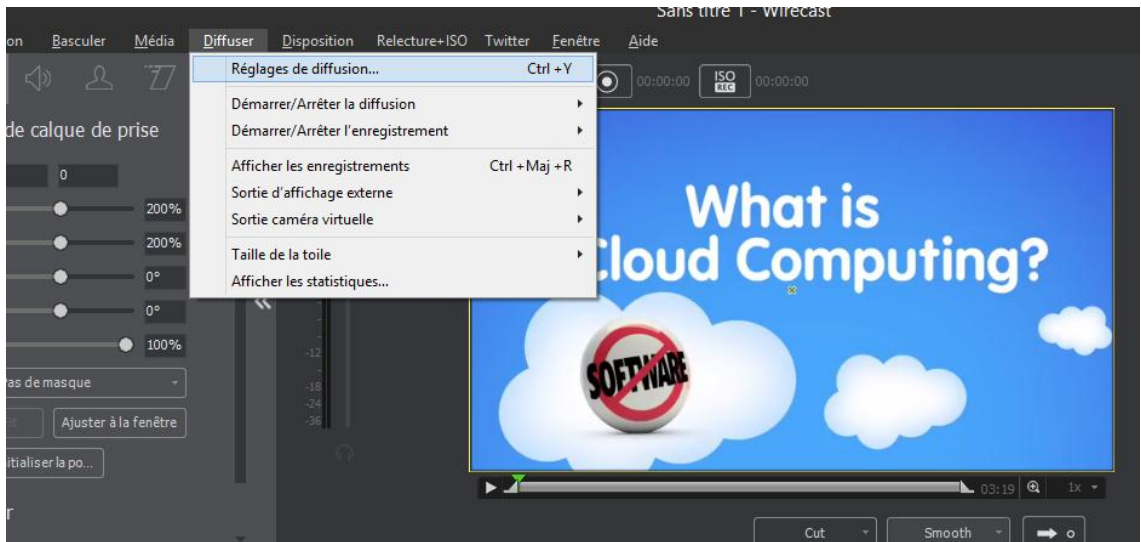 Sans titre 1 - Wirecast
on Basculer Média Diffuser Disposition Relecture+ISO Twitter Fenêtre Aide
Réglages de diffusion... Ctrl +Y
Démarrer/Arrêter la diffusion
Démarrer/Arrêter l'enregistrement
Afficher les enregistrements Ctrl +Maj +R
Sortie d'affichage externe
Sortie caméra virtuelle
Taille de la toile
Afficher les statistiques...
00:00:00 ISO REC 00:00:00
de calque de prise
0
200%
200%
0°
0°
100%
as de masque
Ajuster à la fenêtre
itialiser la po...
r
-12
-18
-24
-36
What is
Cloud Computing?
SOFTWARE
03:19 1x
Cut Smooth